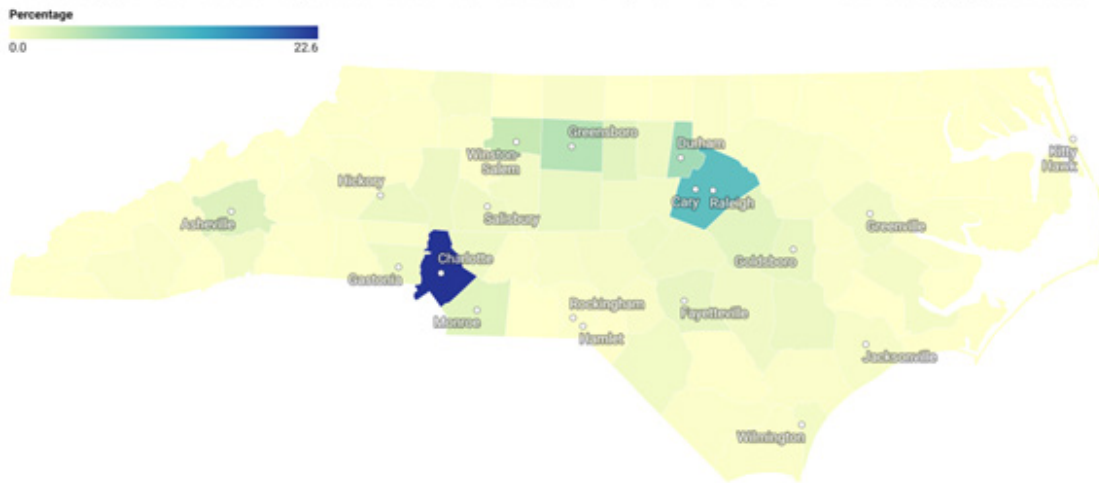 Percentage
0.0 22.6
Greensboro
Durham
Winston-
Salem
Kitty
Hawk
Hickory
Cary Raleigh
Asheville
Salisbury
Greenville
Charlotte
Goldsboro
Gastonia
Rockingham
Fayetteville
Monroe
Hamlet
Jacksonville
Wilmington